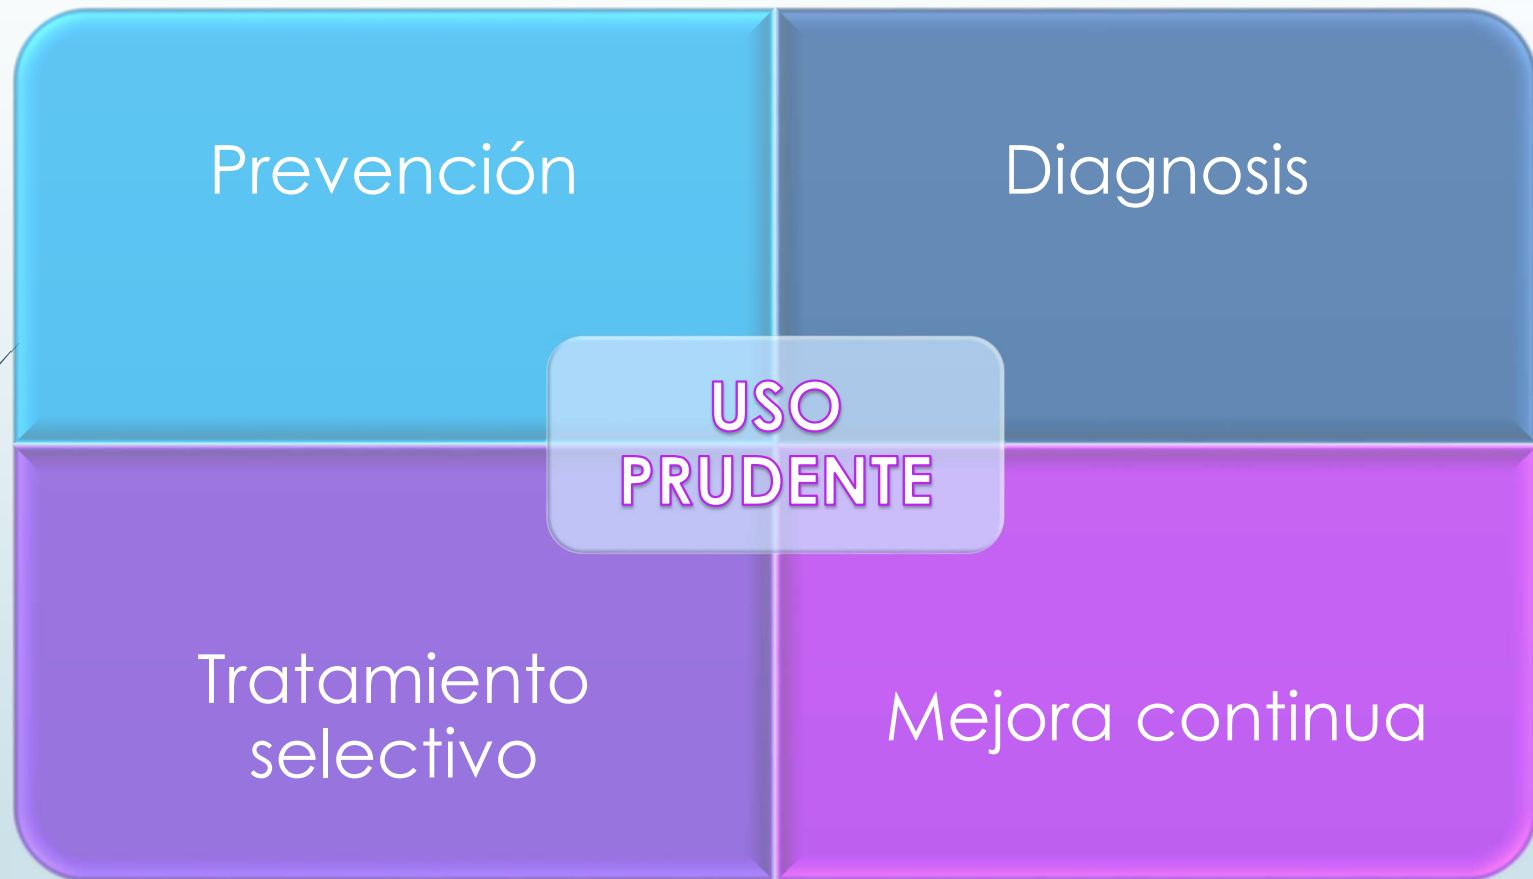 Prevención
Diagnosis
USO
PRUDENTE
Tratamiento
selectivo
Mejora continua